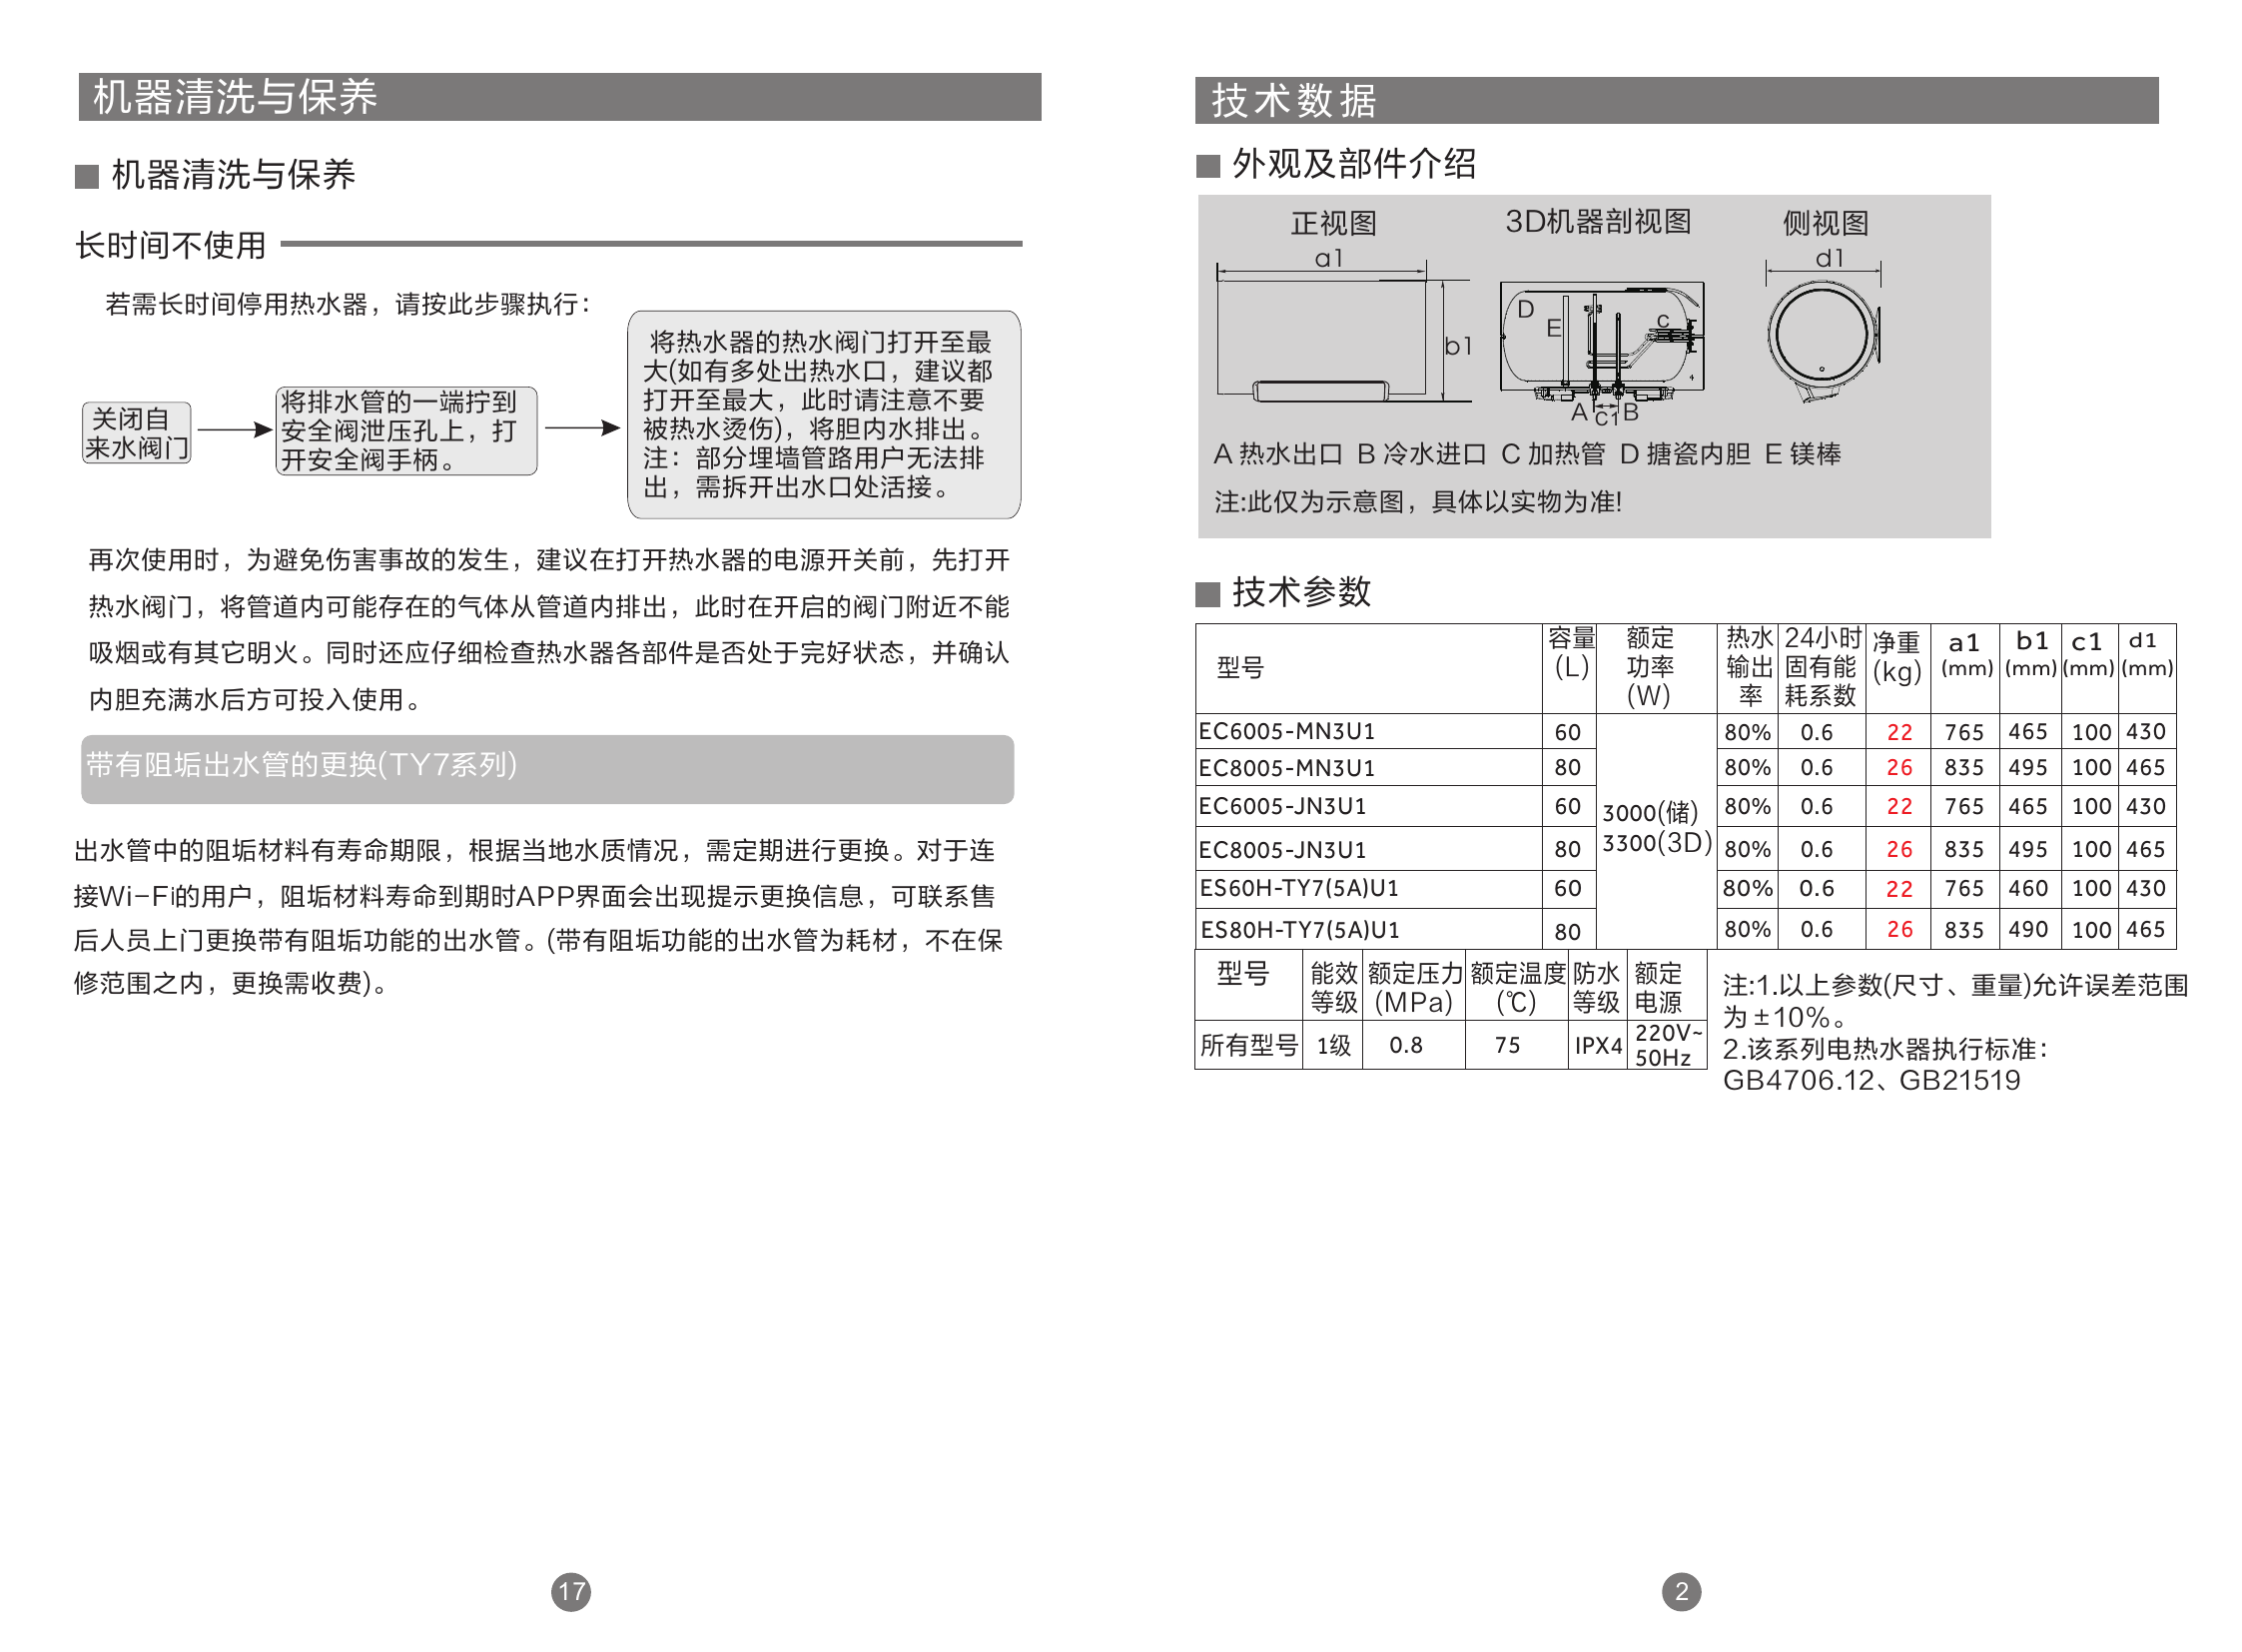 机器清洗与保养
机器清洗与保养
长时间不使用
若需长时间停用热水器，请按此步骤执行：
关闭自
来水阀门
将排水管的一端拧到
安全阀泄压孔上，打
开安全阀手柄。
将热水器的热水阀门打开至最
大(如有多处出热水口，建议都
打开至最大，此时请注意不要
被热水烫伤)，将胆内水排出。
注：部分埋墙管路用户无法排
出，需拆开出水口处活接。
再次使用时，为避免伤害事故的发生，建议在打开热水器的电源开关前，先打开
热水阀门，将管道内可能存在的气体从管道内排出，此时在开启的阀门附近不能
吸烟或有其它明火。同时还应仔细检查热水器各部件是否处于完好状态，并确认
内胆充满水后方可投入使用。
带有阻垢出水管的更换(TY7系列)
出水管中的阻垢材料有寿命期限，根据当地水质情况，需定期进行更换。对于连
接Wi-Fi的用户，阻垢材料寿命到期时APP界面会出现提示更换信息，可联系售
后人员上门更换带有阻垢功能的出水管。(带有阻垢功能的出水管为耗材，不在保
修范围之内，更换需收费)。
17
技术数据
外观及部件介绍
正视图 3D机器剖视图 侧视图
a1 d1
D E C b1
4
A c1 B
A 热水出口 B 冷水进口 C 加热管 D 搪瓷内胆 E 镁棒
注:此仅为示意图，具体以实物为准!
技术参数
型号 容量(L) 额定功率(W) 热水输出率 24小时固有能耗系数 净重(kg) a1(mm) b1(mm) c1(mm) d1(mm)
EC6005-MN3U1 60 80% 0.6 22 765 465 100 430
EC8005-MN3U1 80 80% 0.6 26 835 495 100 465
EC6005-JN3U1 60 3000(储) 80% 0.6 22 765 465 100 430
EC8005-JN3U1 80 3300(3D) 80% 0.6 26 835 495 100 465
ES60H-TY7(5A)U1 60 80% 0.6 22 765 460 100 430
ES80H-TY7(5A)U1 80 80% 0.6 26 835 490 100 465
型号 能效等级 额定压力(MPa) 额定温度(℃) 防水等级 额定电源
所有型号 1级 0.8 75 IPX4 220V~ 50Hz
注:1.以上参数(尺寸、重量)允许误差范围
为±10%。
2.该系列电热水器执行标准：
GB4706.12、GB21519
2